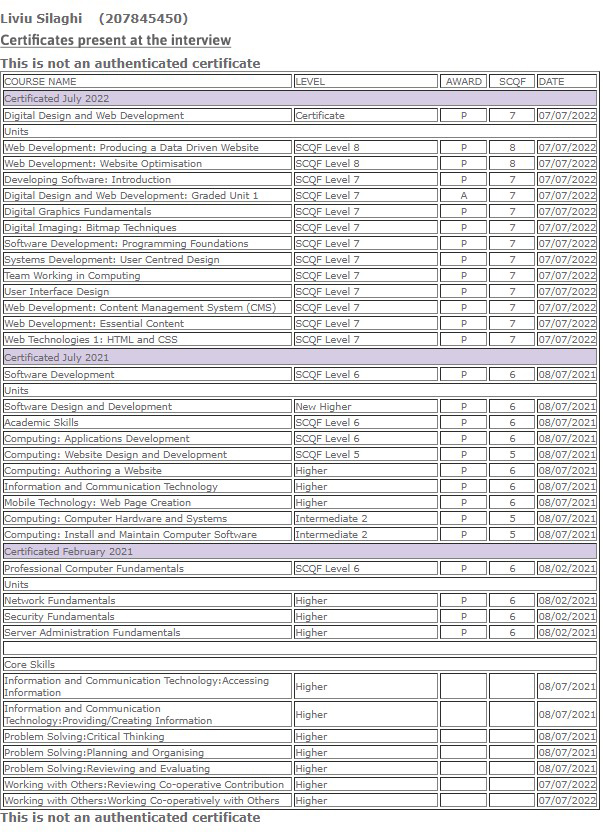 Liviu Silaghi (207845450)
Certificates present at the interview
This is not an authenticated certificate
COURSE NAME LEVEL AWARD SCQF DATE
Certificated July 2022
Digital Design and Web Development Certificate P 7 07/07/2022
Units
Web Development: Producing a Data Driven Website SCQF Level 8 P 8 07/07/2022
Web Development: Website Optimisation SCQF Level 8 P 8 07/07/2022
Developing Software: Introduction SCQF Level 7 P 7 07/07/2022
Digital Design and Web Development: Graded Unit 1 SCQF Level 7 A 7 07/07/2022
Digital Graphics Fundamentals SCQF Level 7 P 7 07/07/2022
Digital Imaging: Bitmap Techniques SCQF Level 7 P 7 07/07/2022
Software Development: Programming Foundations SCQF Level 7 P 7 07/07/2022
Systems Development: User Centred Design SCQF Level 7 P 7 07/07/2022
Team Working in Computing SCQF Level 7 P 7 07/07/2022
User Interface Design SCQF Level 7 P 7 07/07/2022
Web Development: Content Management System (CMS) SCQF Level 7 P 7 07/07/2022
Web Development: Essential Content SCQF Level 7 P 7 07/07/2022
Web Technologies 1: HTML and CSS SCQF Level 7 P 7 07/07/2022
Certificated July 2021
Software Development SCQF Level 6 P 6 08/07/2021
Units
Software Design and Development New Higher P 6 08/07/2021
Academic Skills SCQF Level 6 P 6 08/07/2021
Computing: Applications Development SCQF Level 6 P 6 08/07/2021
Computing: Website Design and Development SCQF Level 5 P 5 08/07/2021
Computing: Authoring a Website Higher P 6 08/07/2021
Information and Communication Technology Higher P 6 08/07/2021
Mobile Technology: Web Page Creation Higher P 6 08/07/2021
Computing: Computer Hardware and Systems Intermediate 2 P 5 08/07/2021
Computing: Install and Maintain Computer Software Intermediate 2 P 5 08/07/2021
Certificated February 2021
Professional Computer Fundamentals SCQF Level 6 P 6 08/02/2021
Units
Network Fundamentals Higher P 6 08/02/2021
Security Fundamentals Higher P 6 08/02/2021
Server Administration Fundamentals Higher P 6 08/02/2021
Core Skills
Information and Communication Technology:Accessing
Information Higher 08/07/2021
Information and Communication
Technology:Providing/Creating Information Higher 08/07/2021
Problem Solving:Critical Thinking Higher 08/07/2021
Problem Solving:Planning and Organising Higher 08/07/2021
Problem Solving:Reviewing and Evaluating Higher 08/07/2021
Working with Others:Reviewing Co-operative Contribution Higher 07/07/2022
Working with Others:Working Co-operatively with Others Higher 07/07/2022
This is not an authenticated certificate